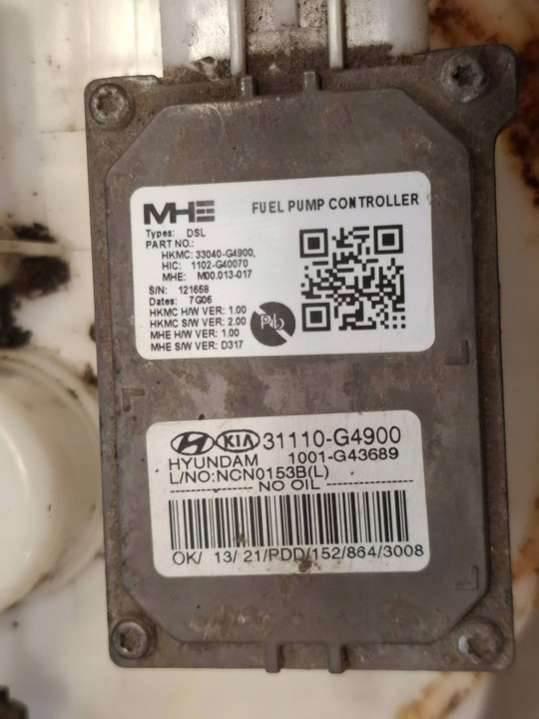 MHE FUEL PUMP CONTROLLER
Types: DSL
PART NO.:
HKMC: 33040-G4900,
HIC: 1102-G40070
MHE: M00.013-017
S/N: 121658
Dates: 7G06
HKMC H/W VER: 1.00
HKMC S/W VER: 2.00
MHE H/W VER: 1.00
MHE S/W VER: D317
Pb
HYUNDAM
KIA 31110-G4900
1001-G43689
L/NO:NCN0153B(L)
NO OIL
OK/ 13/ 21/PDD/152/864/3008